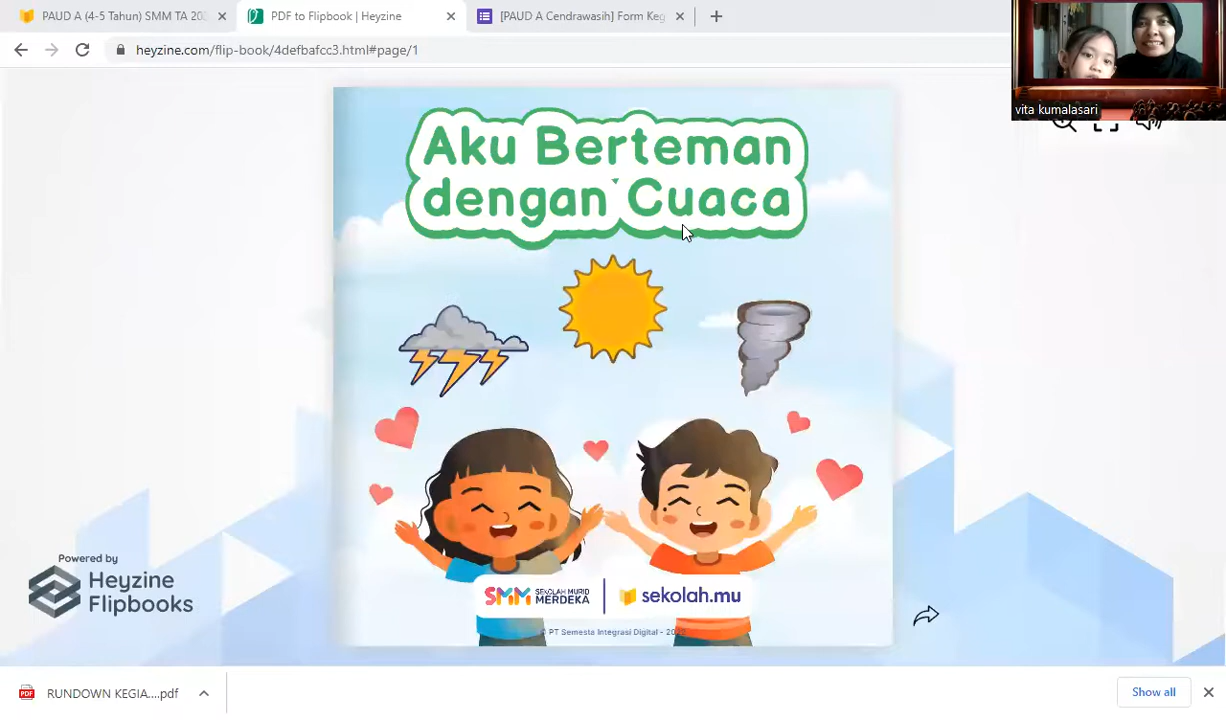 PAUD A (4-5 Tahun) SMM TA 20
PDF to Flipbook | Heyzine
[PAUD A Cendrawasih] Form Keg
heyzine.com/flip-book/4defbafcc3.html#page/1
vita kumalasari
Aku Berteman
dengan Cuaca
Powered by
Heyzine
Flipbooks
SMM SEKOLAH MURID MERDEKA
sekolah.mu
© PT Semesta Integrasi Digital -
RUNDOWN KEGIA....pdf
Show all